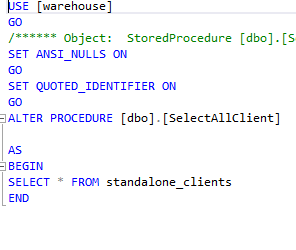 USE [warehouse]
GO
/****** Object:  StoredProcedure [dbo].[S
SET ANSI_NULLS ON
GO
SET QUOTED_IDENTIFIER ON
GO
ALTER PROCEDURE [dbo].[SelectAllClient]
AS
BEGIN
SELECT * FROM standalone_clients
END